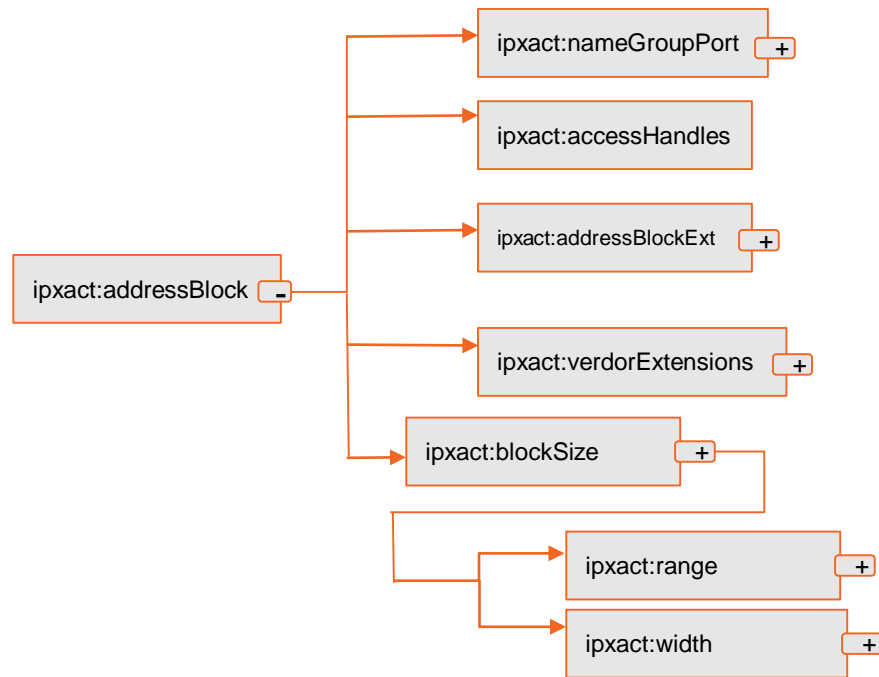 ipxact:nameGroupPort
+
ipxact:accessHandles
ipxact:addressBlockExt
+
ipxact:addressBlock
-
ipxact:verdorExtensions
+
ipxact:blockSize
+
ipxact:range
+
ipxact:width
+